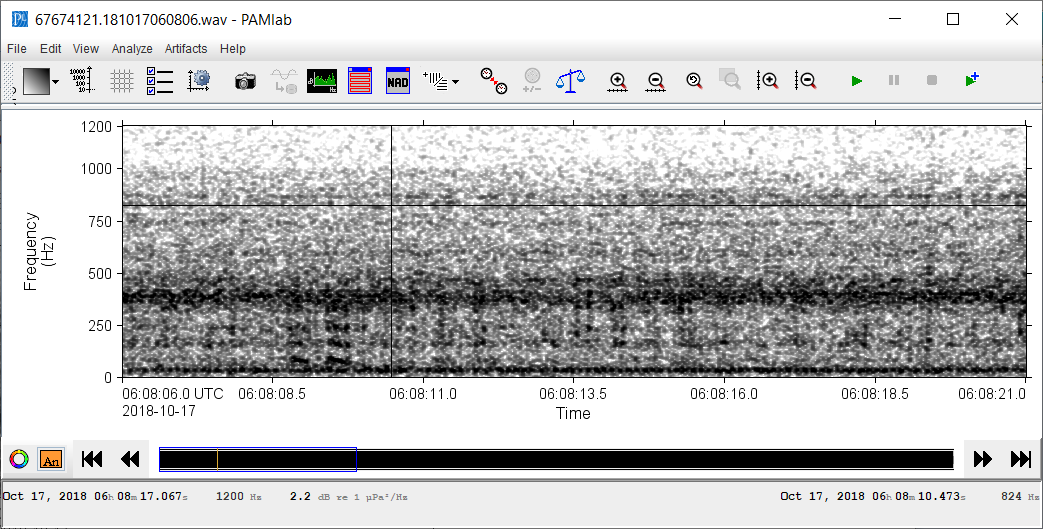 67674121.181017060806.wav - PAMlab
File Edit View Analyze Artifacts Help
NAD
1200
1000
750
500
250
0
Frequency
(Hz)
06:08:06.0 UTC 06:08:08.5 06:08:11.0 06:08:13.5 06:08:16.0 06:08:18.5 06:08:21.0
2018-10-17
Time
An
Oct 17, 2018 06h 08m 17.067s 1200 Hz 2.2 dB re 1 µPa²/Hz Oct 17, 2018 06h 08m 10.473s 824 Hz